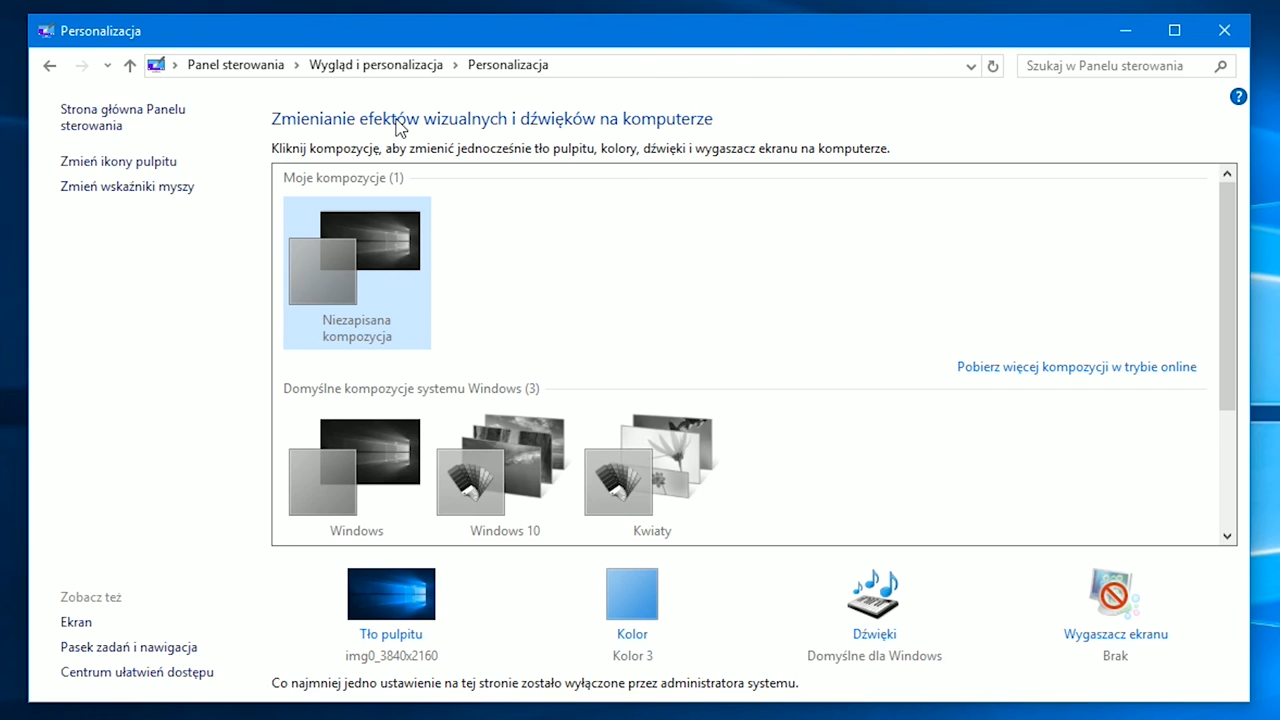 Personalizacja
Panel sterowania
Wygląd i personalizacja
Personalizacja
Szukaj w Panelu sterowania
Strona główna Panelu
sterowania
Zmień ikony pulpitu
Zmień wskaźniki myszy
Zmienianie efektów wizualnych i dźwięków na komputerze
Kliknij kompozycję, aby zmienić jednocześnie tło pulpitu, kolory, dźwięki i wygaszacz ekranu na komputerze.
Moje kompozycje (1)
Niezapisana
kompozycja
Pobierz więcej kompozycji w trybie online
Domyślne kompozycje systemu Windows (3)
Windows
Windows 10
Kwiaty
Tło pulpitu
img0_3840x2160
Kolor
Kolor 3
Dźwięki
Domyślne dla Windows
Wygaszacz ekranu
Brak
Zobacz też
Ekran
Pasek zadań i nawigacja
Centrum ułatwień dostępu
Co najmniej jedno ustawienie na tej stronie zostało wyłączone przez administratora systemu.